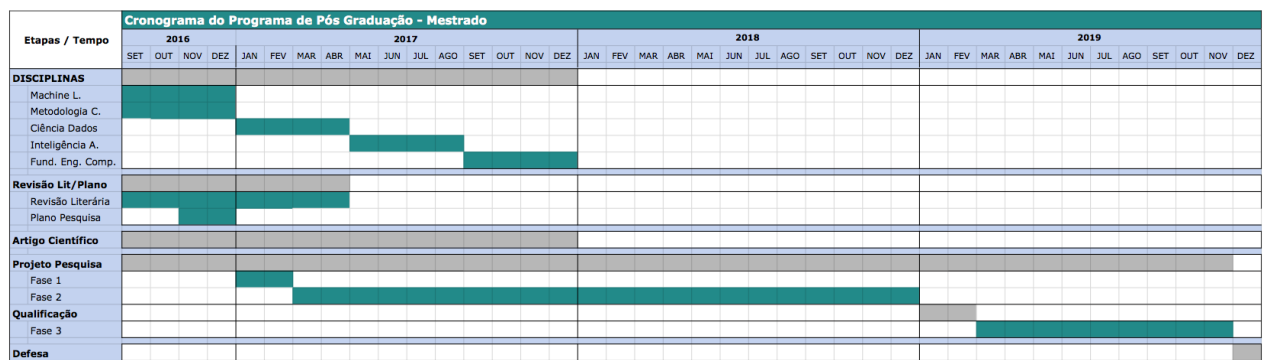 Cronograma do Programa de Pós Graduação - Mestrado
Etapas / Tempo
2016 2017 2018 2019
SET OUT NOV DEZ JAN FEV MAR ABR MAI JUN JUL AGO SET OUT NOV DEZ JAN FEV MAR ABR MAI JUN JUL AGO SET OUT NOV DEZ JAN FEV MAR ABR MAI JUN JUL AGO SET OUT NOV DEZ
DISCIPLINAS
Machine L.
Metodologia C.
Ciência Dados
Inteligência A.
Fund. Eng. Comp.
Revisão Lit/Plano
Revisão Literária
Plano Pesquisa
Artigo Científico
Projeto Pesquisa
Fase 1
Fase 2
Qualificação
Fase 3
Defesa